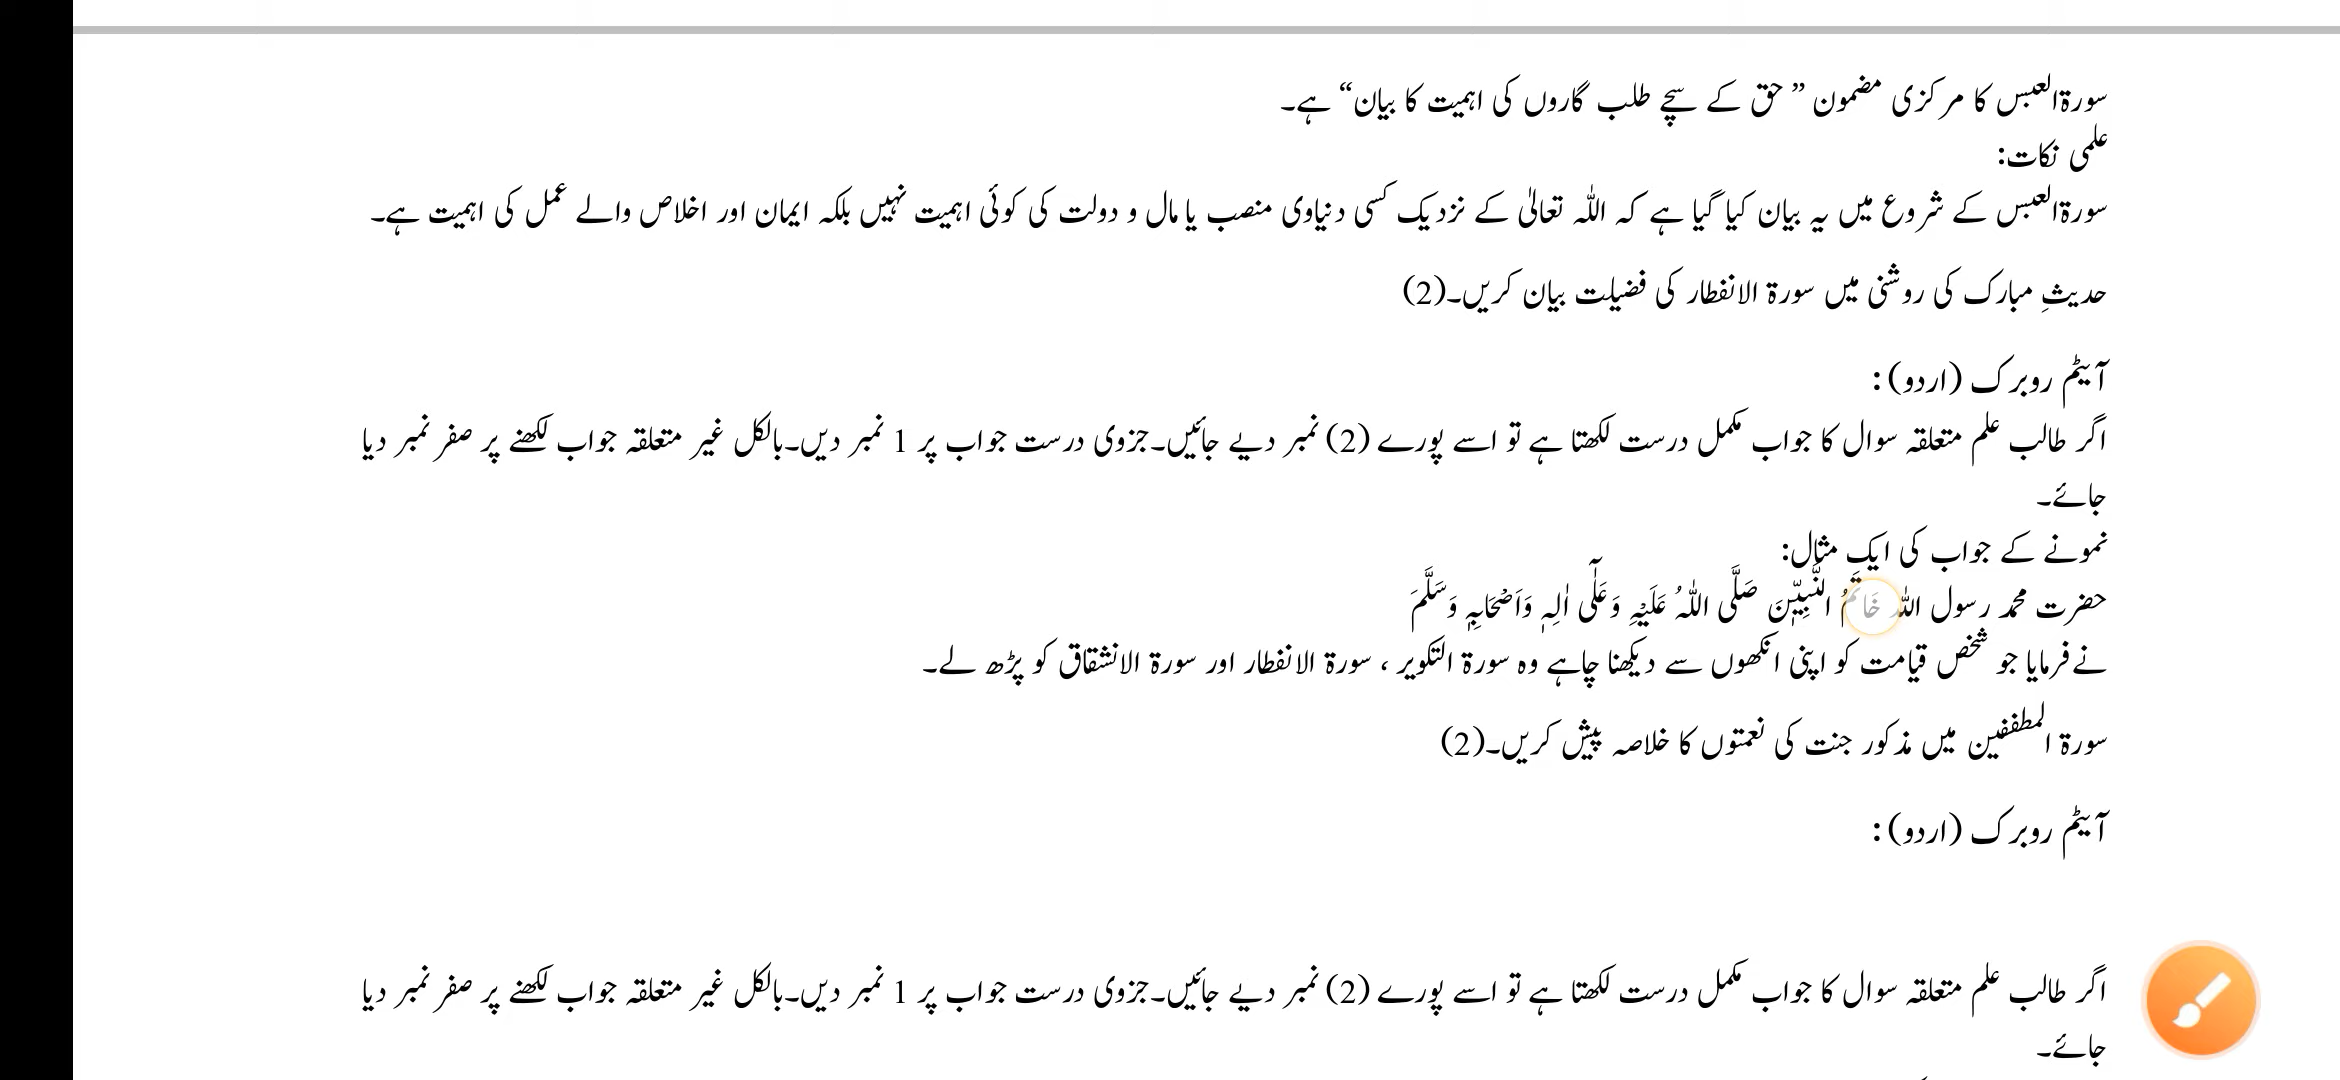 سورۃالعبس کا مرکزی مضمون ” حق کے سچے طلب گاروں کی اہمیت کا بیان“ ہے۔
علمی نکات:
سورۃالعبس کے شروع میں یہ بیان کیا گیا ہے کہ اللہ تعالیٰ کے نزدیک کسی دنیاوی منصب یا مال و دولت کی کوئی اہمیت نہیں بلکہ ایمان اور اخلاص والے عمل کی اہمیت ہے۔
حدیثِ مبارک کی روشنی میں سورۃ الانفطار کی فضیلت بیان کریں۔(2)
آیٹم روبرک (اردو):
اگر طالب علم متعلقہ سوال کا جواب مکمل درست لکھتا ہے تو اسے پورے (2) نمبر دیے جائیں۔جزوی درست جواب پر 1 نمبر دیں۔بالکل غیر متعلقہ جواب لکھنے پر صفر نمبر دیا
جائے۔
نمونے کے جواب کی ایک مثال:
حضرت محمد رسول اللہ خَاتَمُ النَّبِیّٖنَ صَلَّی اللّٰہُ عَلَیْہِ وَعَلٰٓی اٰلِہٖ وَاَصْحَابِہٖ وَسَلَّمَ
نے فرمایا جو شخص قیامت کو اپنی انکھوں سے دیکھنا چاہے وہ سورۃ التکویر ، سورۃ الانفطار اور سورۃ الانشقاق کو پڑھ لے۔
سورۃ المطففین میں مذکور جنت کی نعمتوں کا خلاصہ پیش کریں۔(2)
آیٹم روبرک (اردو):
اگر طالب علم متعلقہ سوال کا جواب مکمل درست لکھتا ہے تو اسے پورے (2) نمبر دیے جائیں۔جزوی درست جواب پر 1 نمبر دیں۔بالکل غیر متعلقہ جواب لکھنے پر صفر نمبر دیا
جائے۔